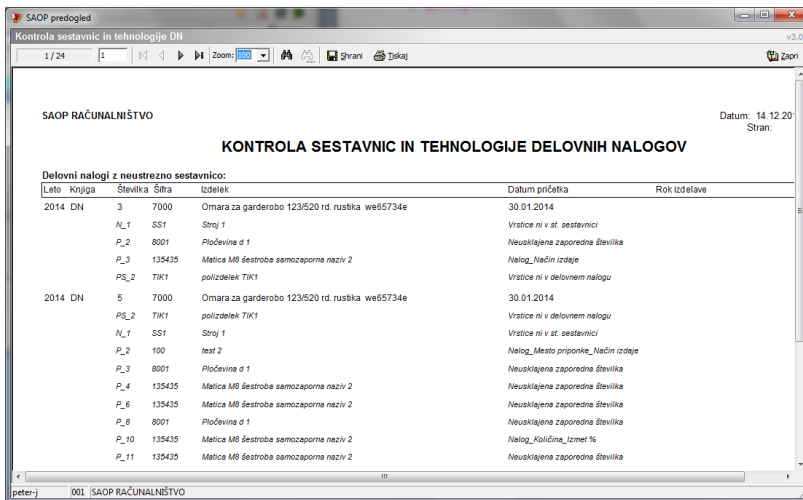 SAOP predogled
Kontrola sestavnic in tehnologije DN v3.0
1 / 24 1 Zoom: 100 Shrani Tiskaj Zapri
SAOP RAČUNALNIŠTVO Datum: 14.12.20
Stran:
KONTROLA SESTAVNIC IN TEHNOLOGIJE DELOVNIH NALOGOV
Delovni nalogi z neustrezno sestavnico:
Leto Knjiga Številka Šifra Izdelek Datum pričetka Rok izdelave
2014 DN 3 7000 Omara za garderobo 123/520 rd. rustika we65734e 30.01.2014
N_1 SS1 Stroj 1 Vrstice ni v st. sestavnici
P_2 8001 Pločevina d 1 Neusklajena zaporedna številka
P_3 135435 Matica M8 šestroba samozaporna naziv 2 Nalog_Način izdaje
PS_2 TIK1 polizdelek TIK1 Vrstice ni v delovnem nalogu
2014 DN 5 7000 Omara za garderobo 123/520 rd. rustika we65734e 30.01.2014
PS_2 TIK1 polizdelek TIK1 Vrstice ni v delovnem nalogu
N_1 SS1 Stroj 1 Vrstice ni v st. sestavnici
P_2 100 test 2 Nalog_Mesto priponke_Način izdaje
P_3 8001 Pločevina d 1 Neusklajena zaporedna številka
P_4 135435 Matica M8 šestroba samozaporna naziv 2 Neusklajena zaporedna številka
P_6 135435 Matica M8 šestroba samozaporna naziv 2 Neusklajena zaporedna številka
P_8 8001 Pločevina d 1 Neusklajena zaporedna številka
P_10 135435 Matica M8 šestroba samozaporna naziv 2 Nalog_Količina_Izmet %
P_11 135435 Matica M8 šestroba samozaporna naziv 2 Neusklajena zaporedna številka
peter-j 001 SAOP RAČUNALNIŠTVO